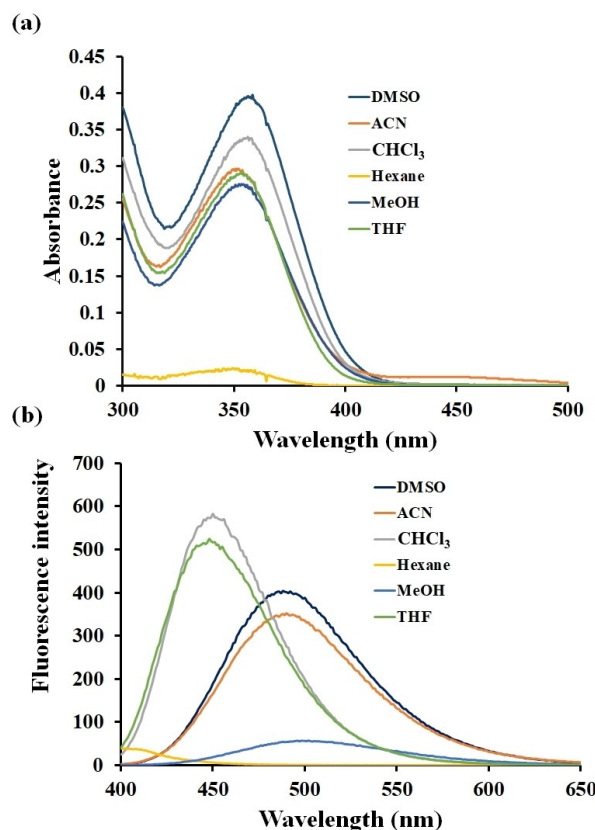 (a)
Absorbance
0.45
0.4
0.35
0.3
0.25
0.2
0.15
0.1
0.05
0
DMSO
ACN
CHCl₃
Hexane
MeOH
THF
300 350 400 450 500
Wavelength (nm)
(b)
Fluorescence intensity
700
600
500
400
300
200
100
0
DMSO
ACN
CHCl₃
Hexane
MeOH
THF
400 450 500 550 600 650
Wavelength (nm)